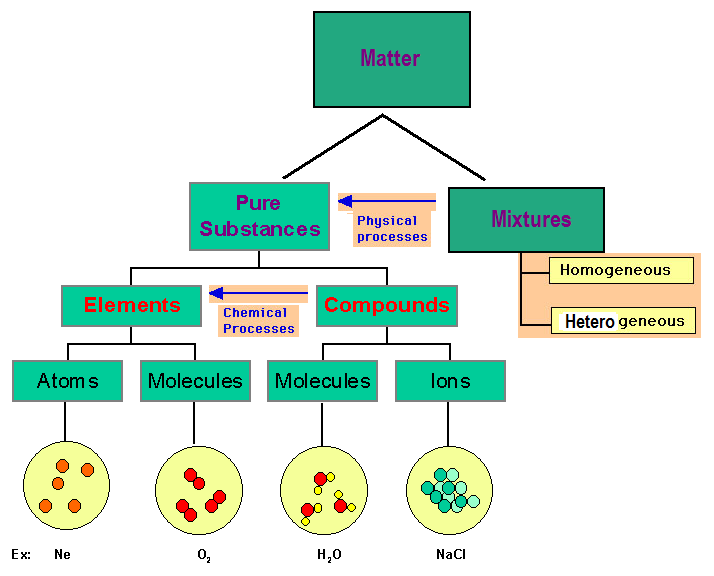 Matter
Pure
Substances
Physical
processes
Mixtures
Homogeneous
Hetero geneous
Elements
Chemical
Processes
Compounds
Atoms
Molecules
Molecules
Ions
Ex: Ne O₂ H₂O NaCl